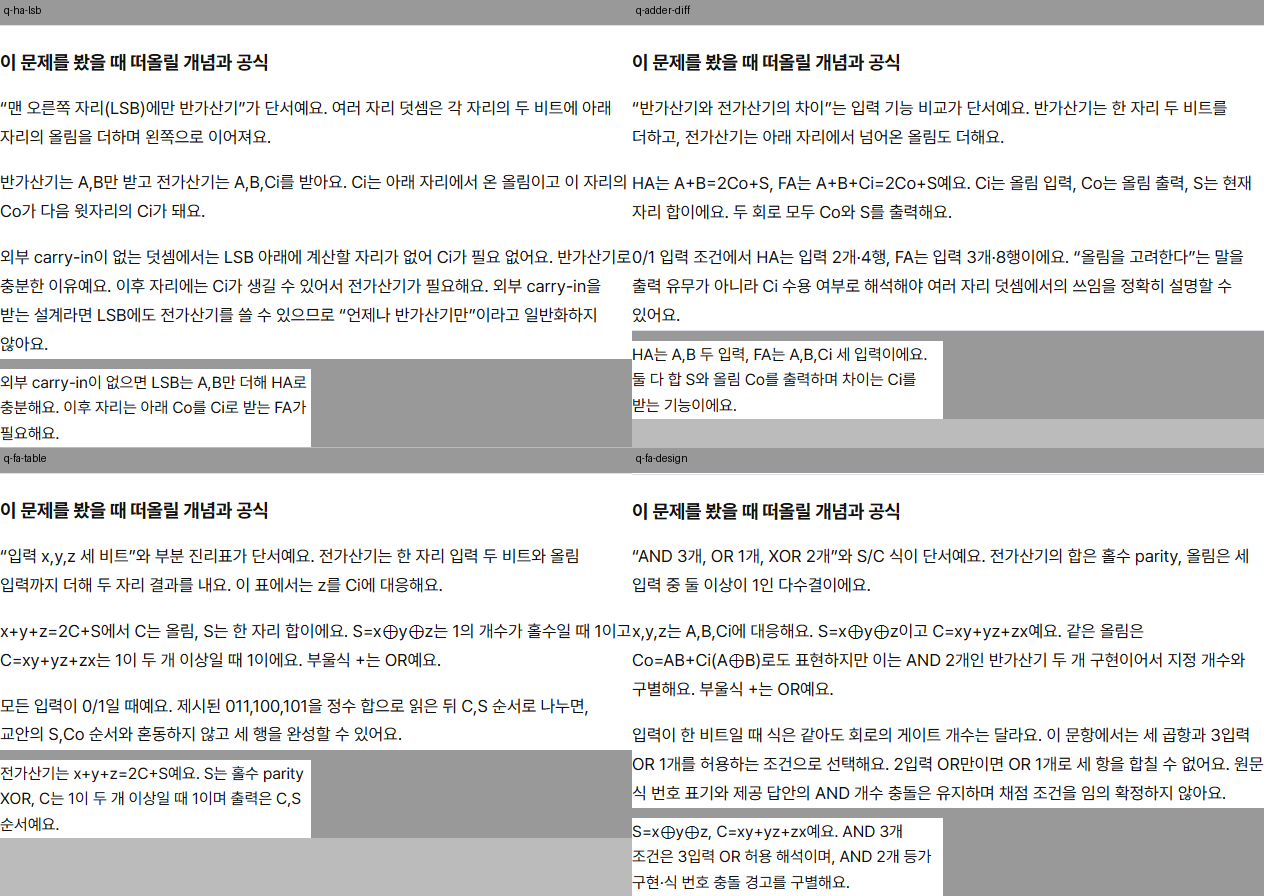 q-ha-lsb
이 문제를 봤을 때 떠올릴 개념과 공식
“맨 오른쪽 자리(LSB)에만 반가산기”가 단서예요. 여러 자리 덧셈은 각 자리의 두 비트에 아래
자리의 올림을 더하며 왼쪽으로 이어져요.
반가산기는 A,B만 받고 전가산기는 A,B,Ci를 받아요. Ci는 아래 자리에서 온 올림이고 이 자리의
Co가 다음 윗자리의 Ci가 돼요.
외부 carry-in이 없는 덧셈에서는 LSB 아래에 계산할 자리가 없어 Ci가 필요 없어요. 반가산기로
충분한 이유예요. 이후 자리에는 Ci가 생길 수 있어서 전가산기가 필요해요. 외부 carry-in을
받는 설계라면 LSB에도 전가산기를 쓸 수 있으므로 “언제나 반가산기만”이라고 일반화하지
않아요.
외부 carry-in이 없으면 LSB는 A,B만 더해 HA로
충분해요. 이후 자리는 아래 Co를 Ci로 받는 FA가
필요해요.
q-adder-diff
이 문제를 봤을 때 떠올릴 개념과 공식
“반가산기와 전가산기의 차이”는 입력 기능 비교가 단서예요. 반가산기는 한 자리 두 비트를
더하고, 전가산기는 아래 자리에서 넘어온 올림도 더해요.
HA는 A+B=2Co+S, FA는 A+B+Ci=2Co+S예요. Ci는 올림 입력, Co는 올림 출력, S는 현재
자리 합이에요. 두 회로 모두 Co와 S를 출력해요.
0/1 입력 조건에서 HA는 입력 2개·4행, FA는 입력 3개·8행이에요. “올림을 고려한다”는 말을
출력 유무가 아니라 Ci 수용 여부로 해석해야 여러 자리 덧셈에서의 쓰임을 정확히 설명할 수
있어요.
HA는 A,B 두 입력, FA는 A,B,Ci 세 입력이에요.
둘 다 합 S와 올림 Co를 출력하며 차이는 Ci를
받는 기능이에요.
q-fa-table
이 문제를 봤을 때 떠올릴 개념과 공식
“입력 x,y,z 세 비트”와 부분 진리표가 단서예요. 전가산기는 한 자리 입력 두 비트와 올림
입력까지 더해 두 자리 결과를 내요. 이 표에서는 z를 Ci에 대응해요.
x+y+z=2C+S에서 C는 올림, S는 한 자리 합이에요. S=x⊕y⊕z는 1의 개수가 홀수일 때 1이고
C=xy+yz+zx는 1이 두 개 이상일 때 1이에요. 부울식 +는 OR예요.
모든 입력이 0/1일 때예요. 제시된 011,100,101을 정수 합으로 읽은 뒤 C,S 순서로 나누면,
교안의 S,Co 순서와 혼동하지 않고 세 행을 완성할 수 있어요.
전가산기는 x+y+z=2C+S예요. S는 홀수 parity
XOR, C는 1이 두 개 이상일 때 1이며 출력은 C,S
순서예요.
q-fa-design
이 문제를 봤을 때 떠올릴 개념과 공식
“AND 3개, OR 1개, XOR 2개”와 S/C 식이 단서예요. 전가산기의 합은 홀수 parity, 올림은 세
입력 중 둘 이상이 1인 다수결이에요.
x,y,z는 A,B,Ci에 대응해요. S=x⊕y⊕z이고 C=xy+yz+zx예요. 같은 올림은
Co=AB+Ci(A⊕B)로도 표현하지만 이는 AND 2개인 반가산기 두 개 구현이어서 지정 개수와
구별해요. 부울식 +는 OR예요.
입력이 한 비트일 때 식은 같아도 회로의 게이트 개수는 달라요. 이 문항에서는 세 곱항과 3입력
OR 1개를 허용하는 조건으로 선택해요. 2입력 OR만이면 OR 1개로 세 항을 합칠 수 없어요. 원문
식 번호 표기와 제공 답안의 AND 개수 충돌은 유지하며 채점 조건을 임의 확정하지 않아요.
S=x⊕y⊕z, C=xy+yz+zx예요. AND 3개
조건은 3입력 OR 허용 해석이며, AND 2개 등가
구현·식 번호 충돌 경고를 구별해요.